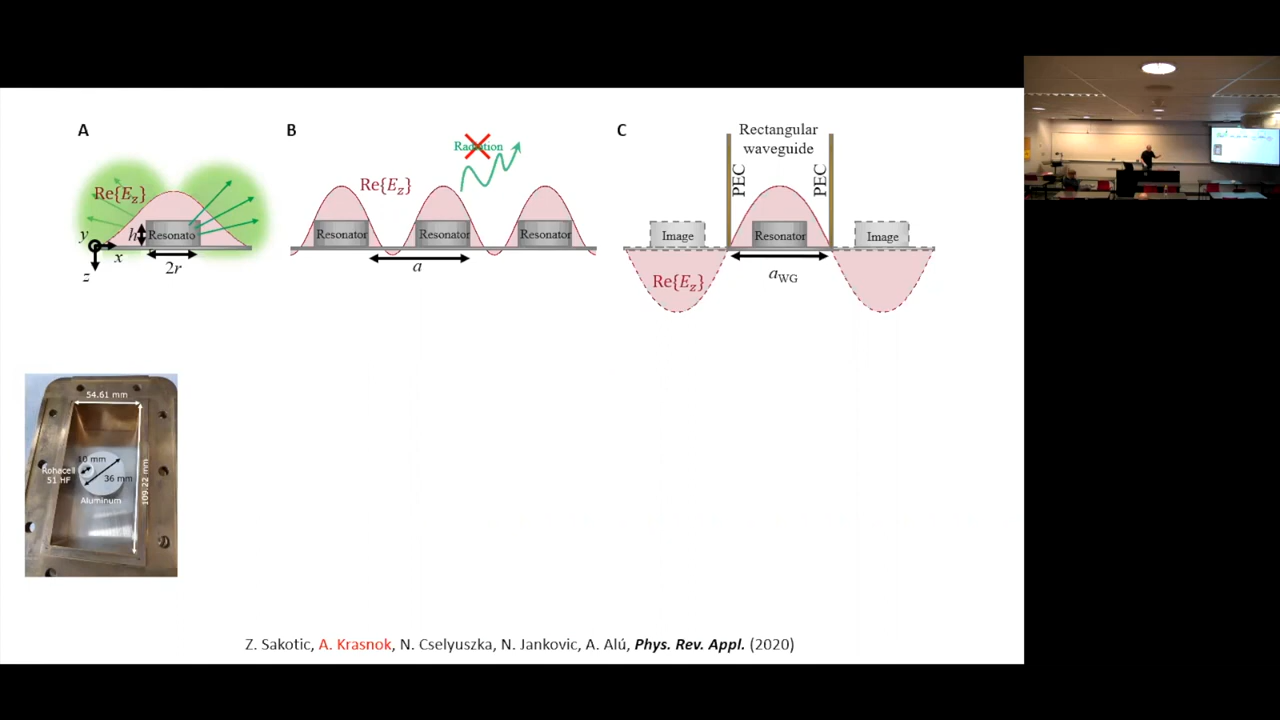 A
Re{E_z}
Resonato
h
y
x
z
2r
B
Radiation
Re{E_z}
Resonator
Resonator
Resonator
a
C
Rectangular
waveguide
PEC
PEC
Image
Resonator
Image
Re{E_z}
a_WG
54.61 mm
10 mm
Rohacell
51 HF
36 mm
109.22 mm
Aluminum
Z. Sakotic, A. Krasnok, N. Cselyuszka, N. Jankovic, A. Alú, Phys. Rev. Appl. (2020)